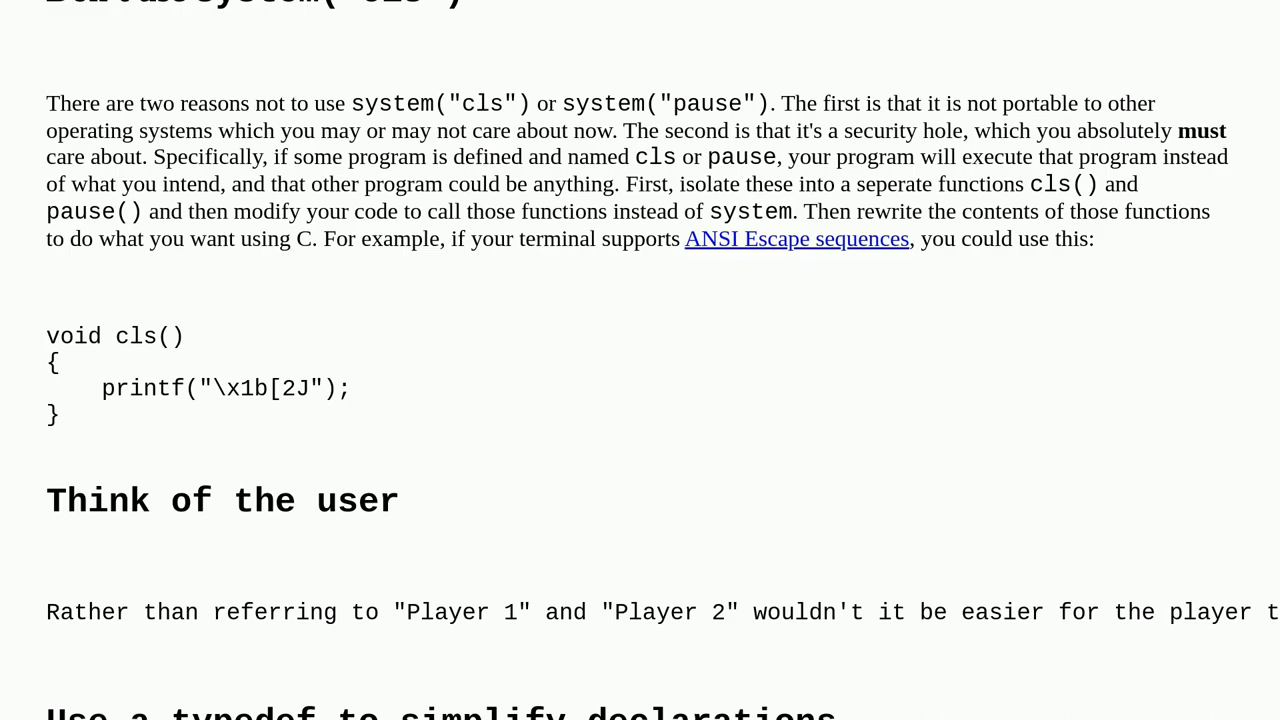 system("cls")
There are two reasons not to use system("cls") or system("pause"). The first is that it is not portable to other
operating systems which you may or may not care about now. The second is that it's a security hole, which you absolutely must
care about. Specifically, if some program is defined and named cls or pause, your program will execute that program instead
of what you intend, and that other program could be anything. First, isolate these into a seperate functions cls() and
pause() and then modify your code to call those functions instead of system. Then rewrite the contents of those functions
to do what you want using C. For example, if your terminal supports ANSI Escape sequences, you could use this:
void cls()
{
    printf("\x1b[2J");
}
Think of the user
Rather than referring to "Player 1" and "Player 2" wouldn't it be easier for the player
Use a typedef to simplify declarations